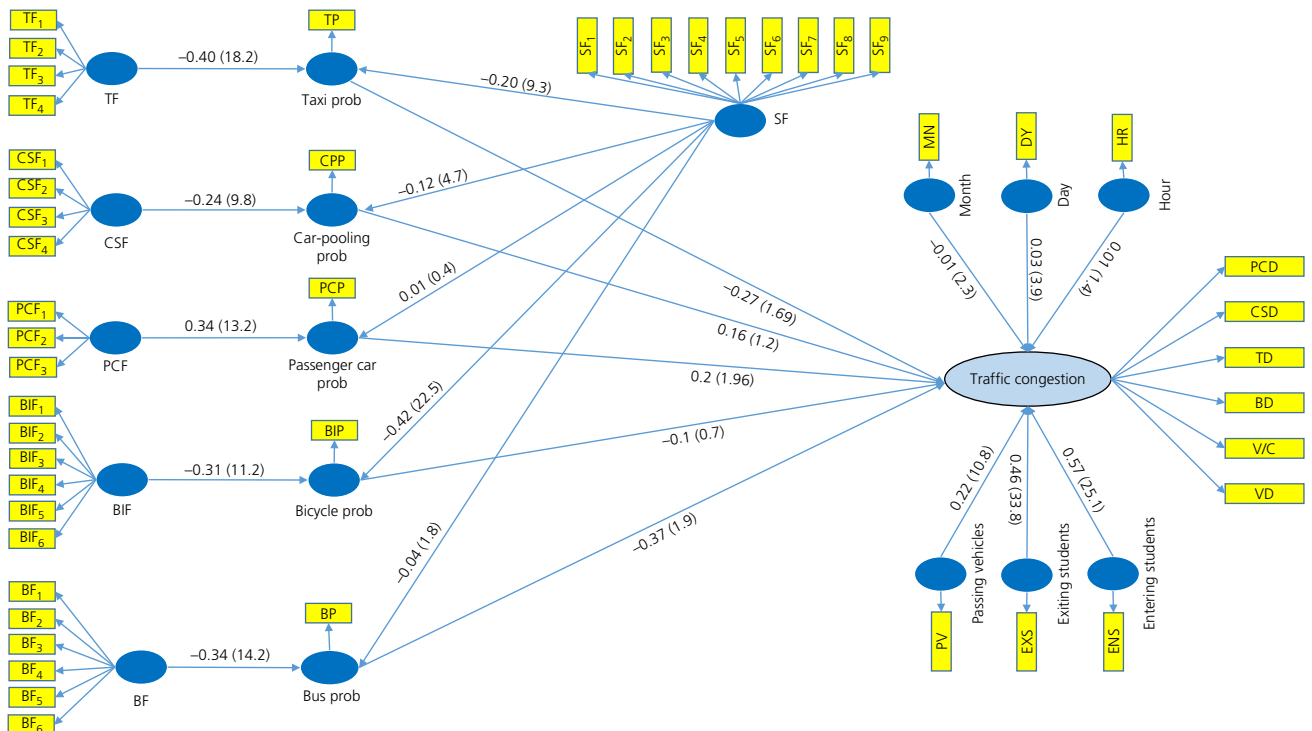 TF1
TF2
TF3
TF4
TF
−0.40 (18.2)
TP
Taxi prob
CSF1
CSF2
CSF3
CSF4
CSF
−0.24 (9.8)
CPP
Car-pooling
prob
PCF1
PCF2
PCF3
PCF
0.34 (13.2)
PCP
Passenger car
prob
BIF1
BIF2
BIF3
BIF4
BIF5
BIF6
BIF
−0.31 (11.2)
BIP
Bicycle prob
BF1
BF2
BF3
BF4
BF5
BF6
BF
−0.34 (14.2)
BP
Bus prob
SF1
SF2
SF3
SF4
SF5
SF6
SF7
SF8
SF9
SF
−0.20 (9.3)
−0.12 (4.7)
0.01 (0.4)
−0.42 (22.5)
−0.04 (1.8)
−0.27 (1.69)
0.16 (1.2)
0.2 (1.96)
−0.1 (0.7)
−0.37 (1.9)
MN
DY
HR
Month
Day
Hour
−0.01 (2.3)
0.03 (3.9)
0.01 (1.4)
Traffic congestion
0.22 (10.8)
0.46 (33.8)
0.57 (25.1)
Passing vehicles
Exiting students
Entering students
PV
EXS
ENS
PCD
CSD
TD
BD
V/C
VD